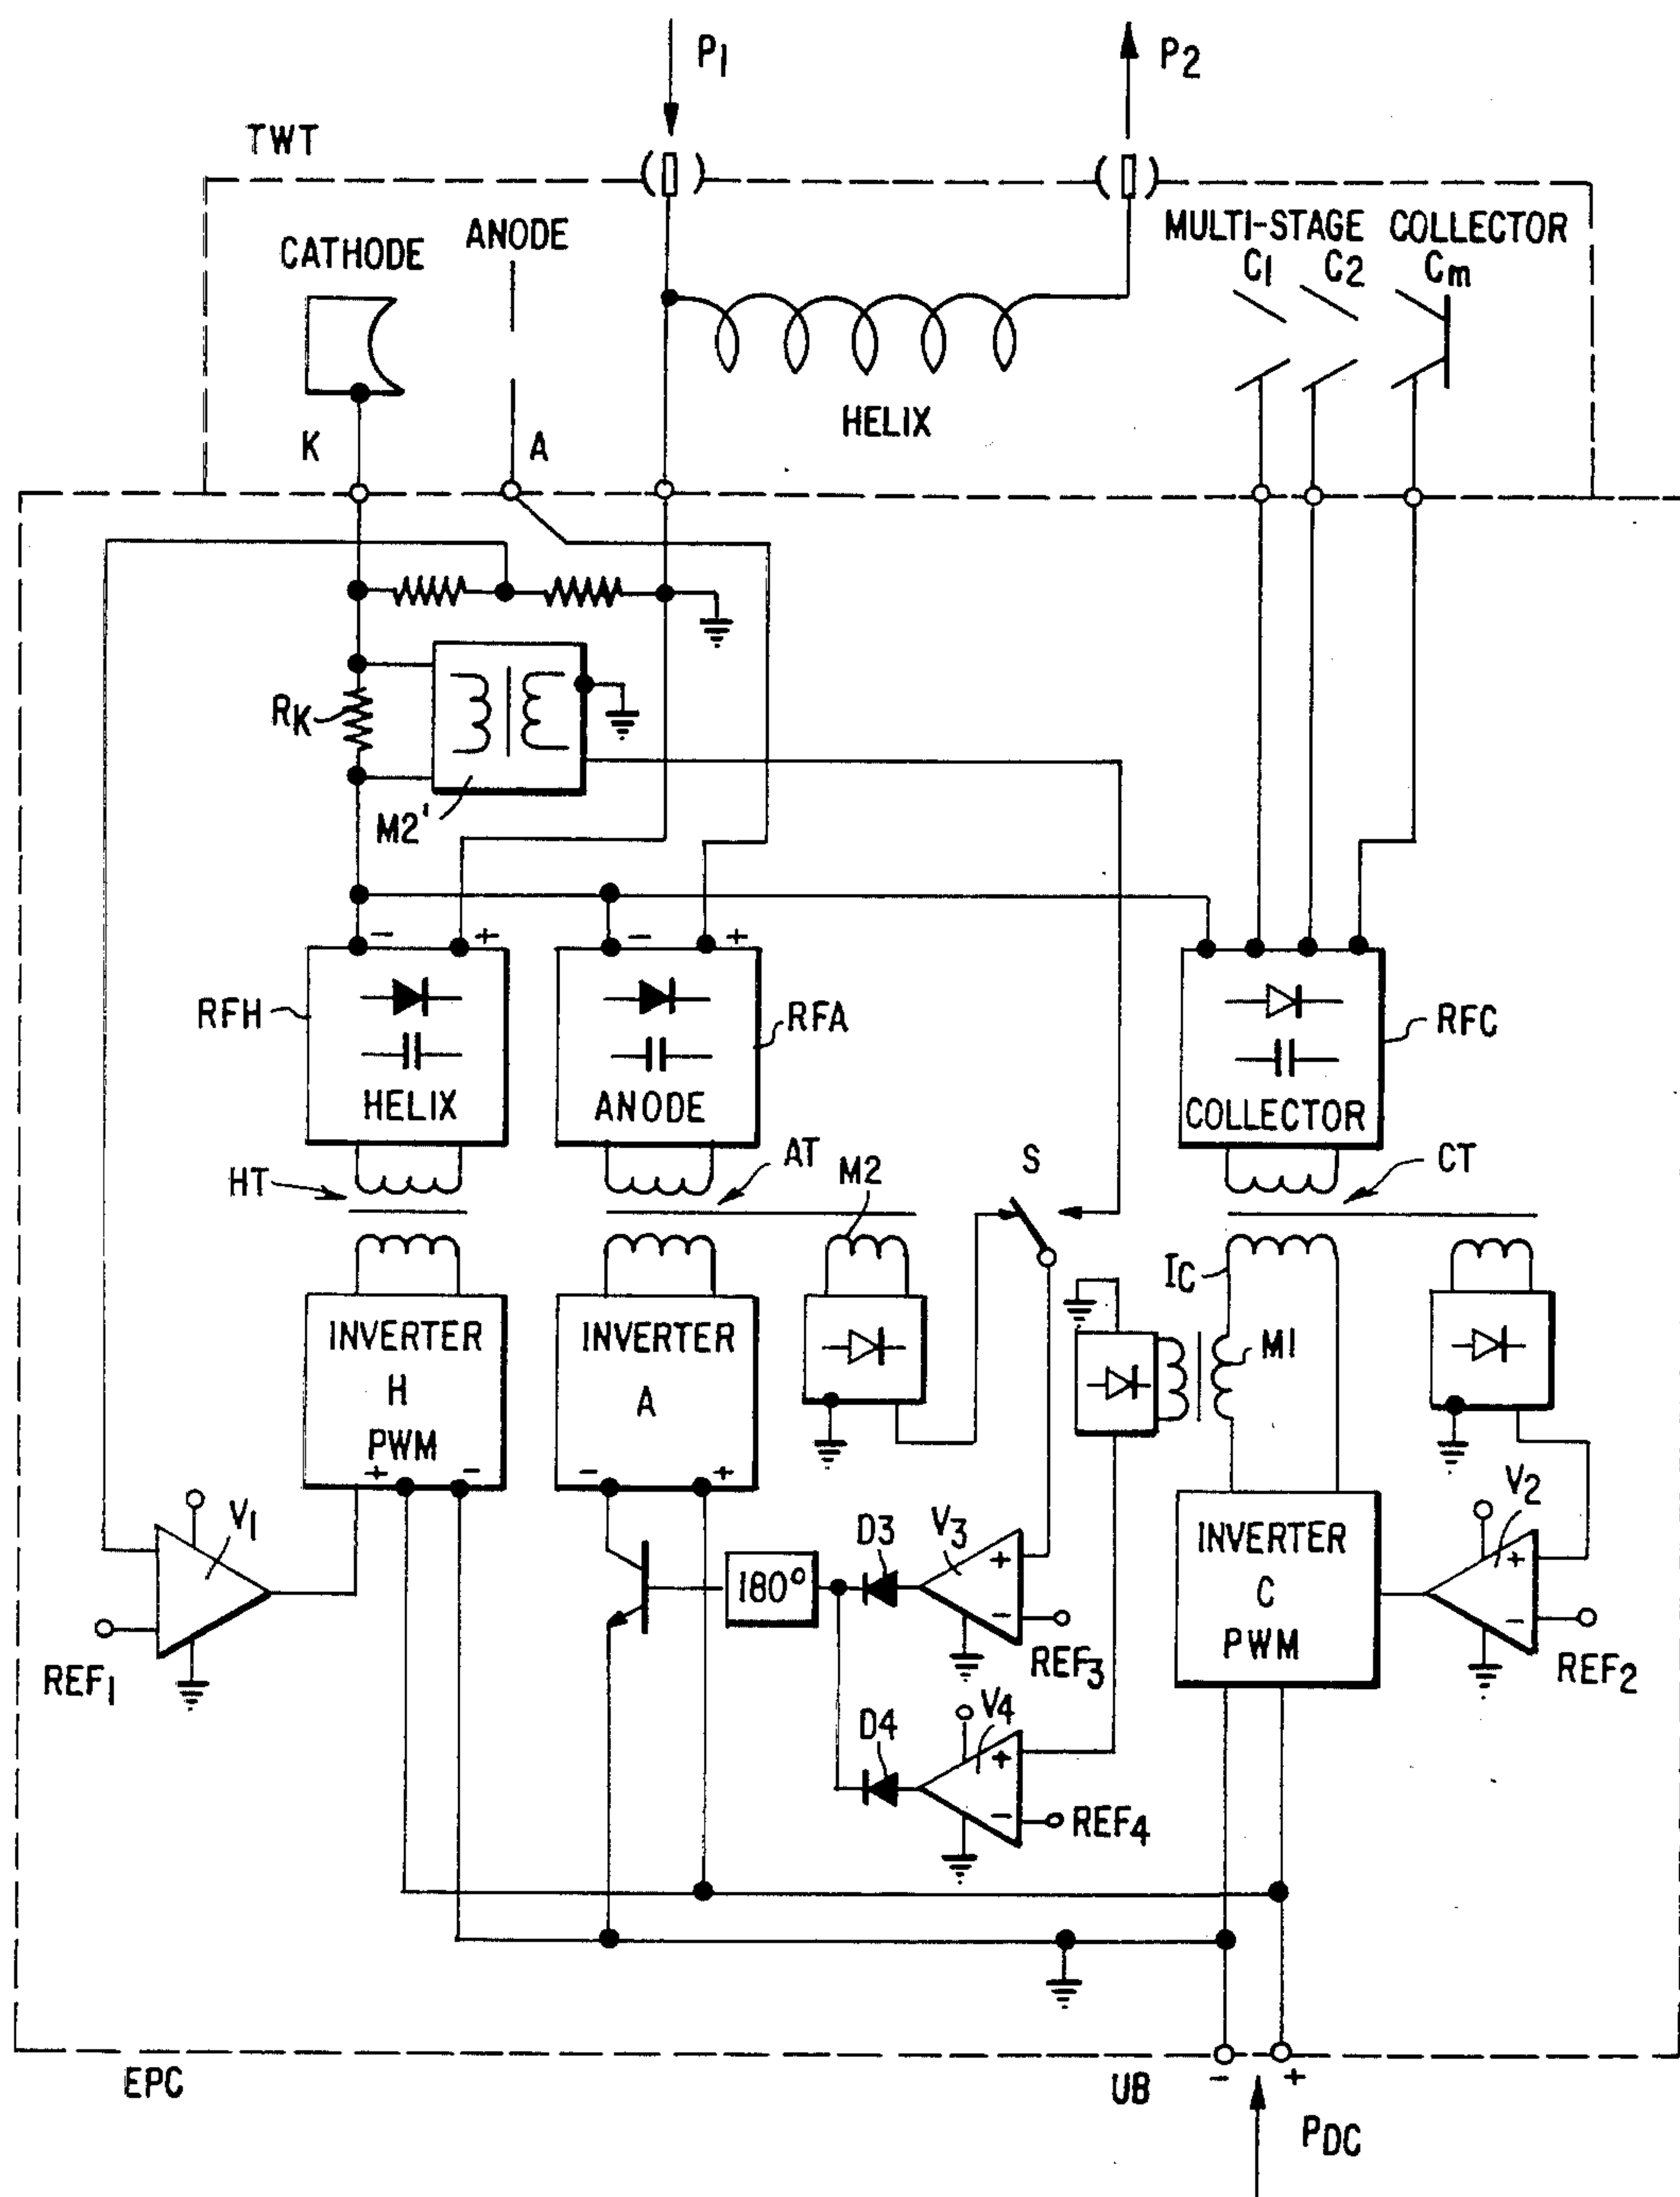 P1
P2
TWT
CATHODE
ANODE
MULTI-STAGE COLLECTOR
C1
C2
Cm
HELIX
K
A
RK
M2'
- +
- +
RFH
HELIX
RFA
ANODE
RFC
COLLECTOR
HT
AT
M2
S
CT
IC
M1
INVERTER
H
PWM
+ -
INVERTER
A
- +
V1
REF1
180°
D3
V3
+
-
REF3
D4
V4
+
-
REF4
INVERTER
C
PWM
V2
+
-
REF2
EPC
UB
- +
PDC